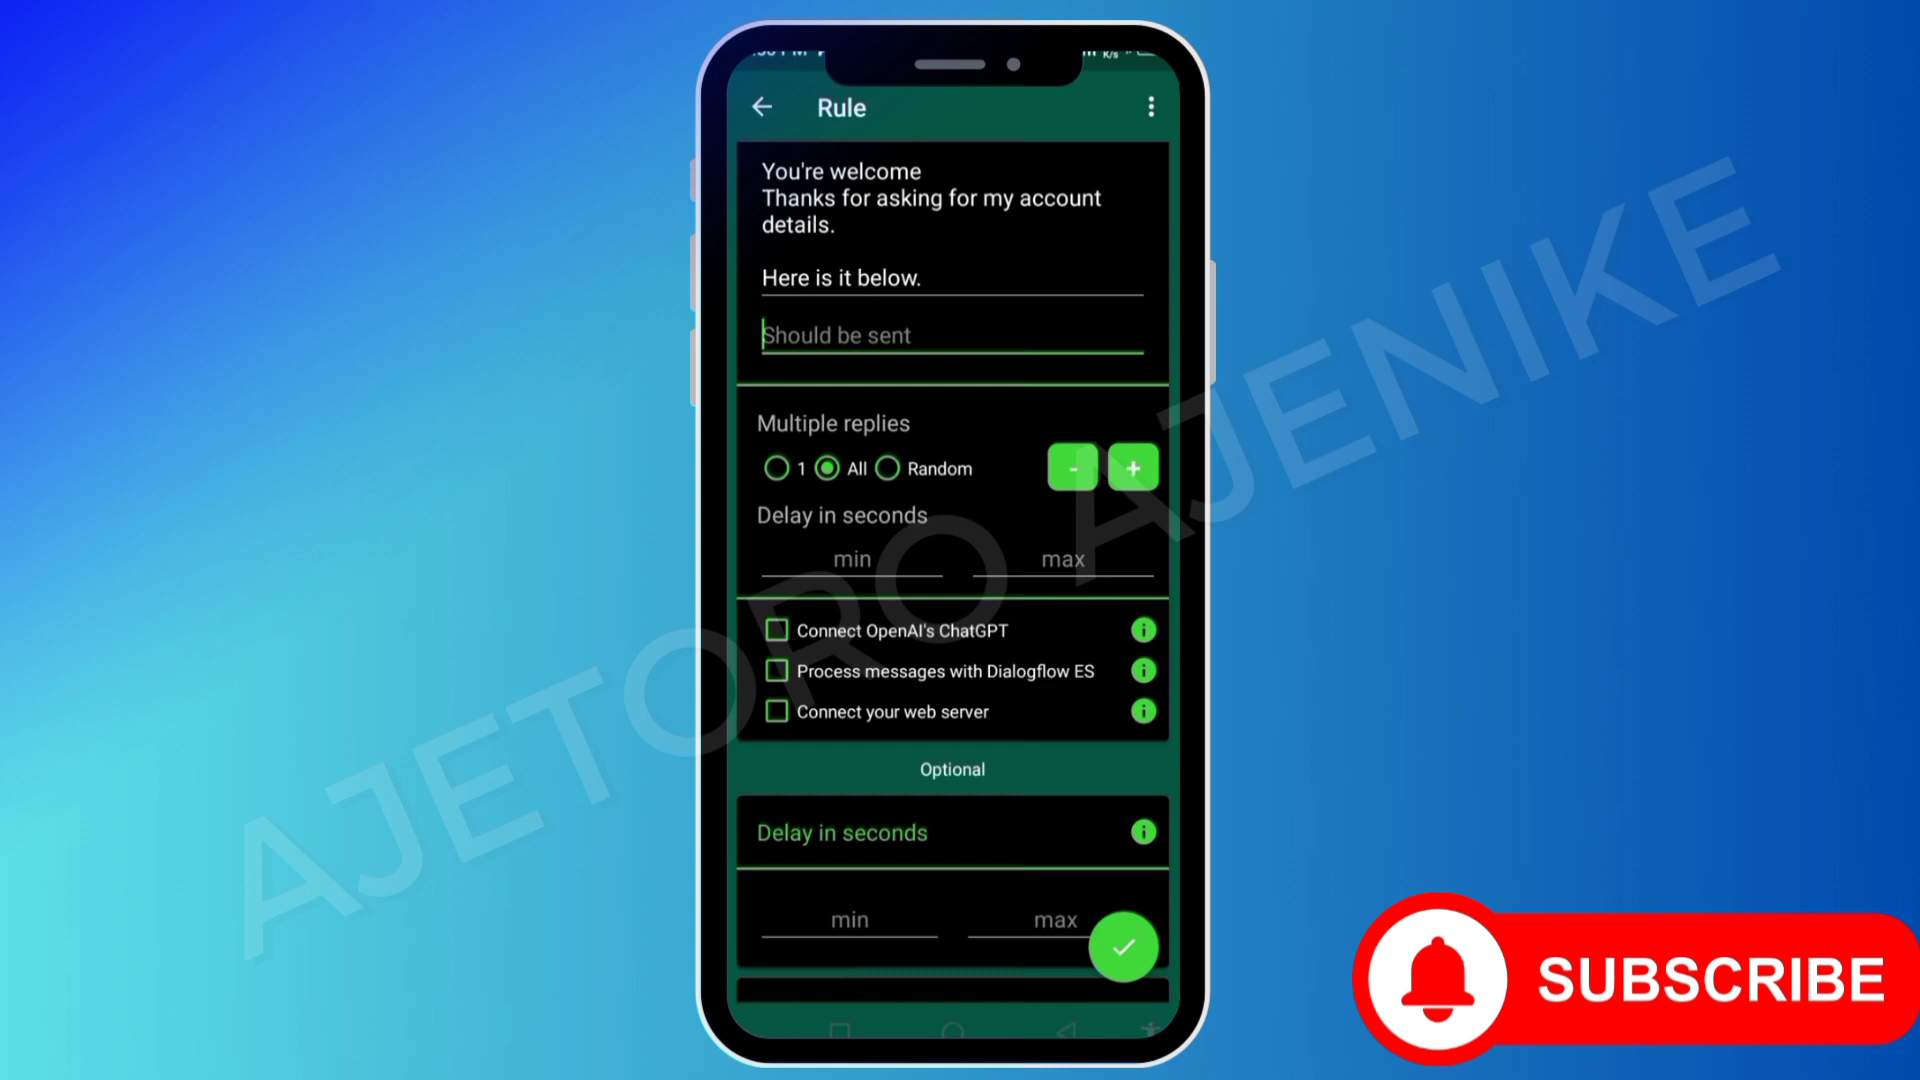 K/s
Rule
You're welcome
Thanks for asking for my account
details.
Here is it below.
Should be sent
Multiple replies
1 All Random - +
Delay in seconds
min max
Connect OpenAI's ChatGPT
Process messages with Dialogflow ES
Connect your web server
Optional
Delay in seconds
min max
AJETORO AJENIKE
SUBSCRIBE